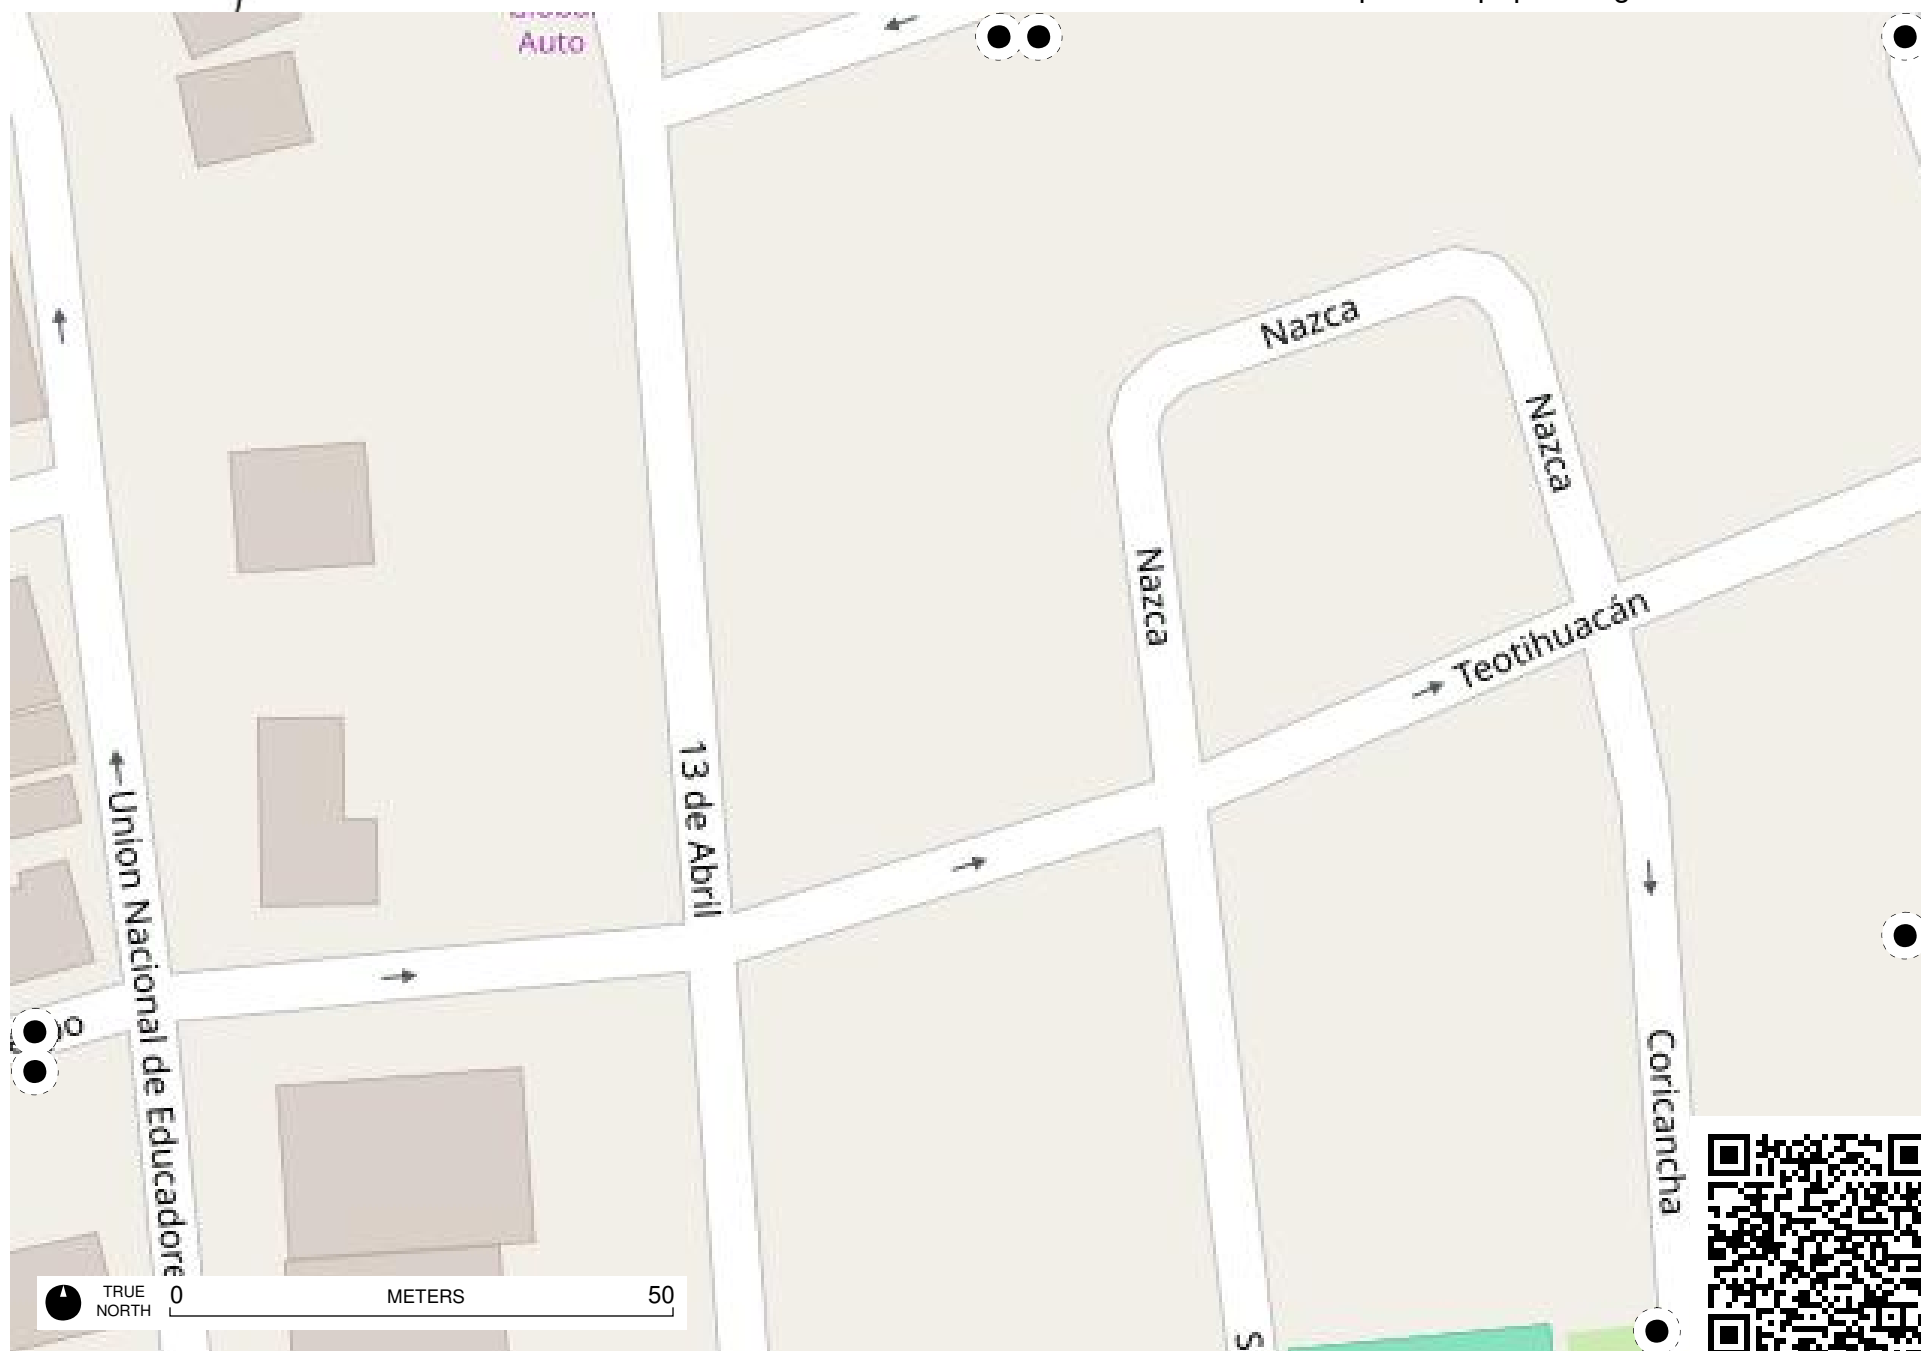 Auto
Nazca
Nazca
Nazca
Teotihuacán
13 de Abril
Union Nacional de Educadore
Coricancha
S
TRUE
NORTH
0
METERS
50